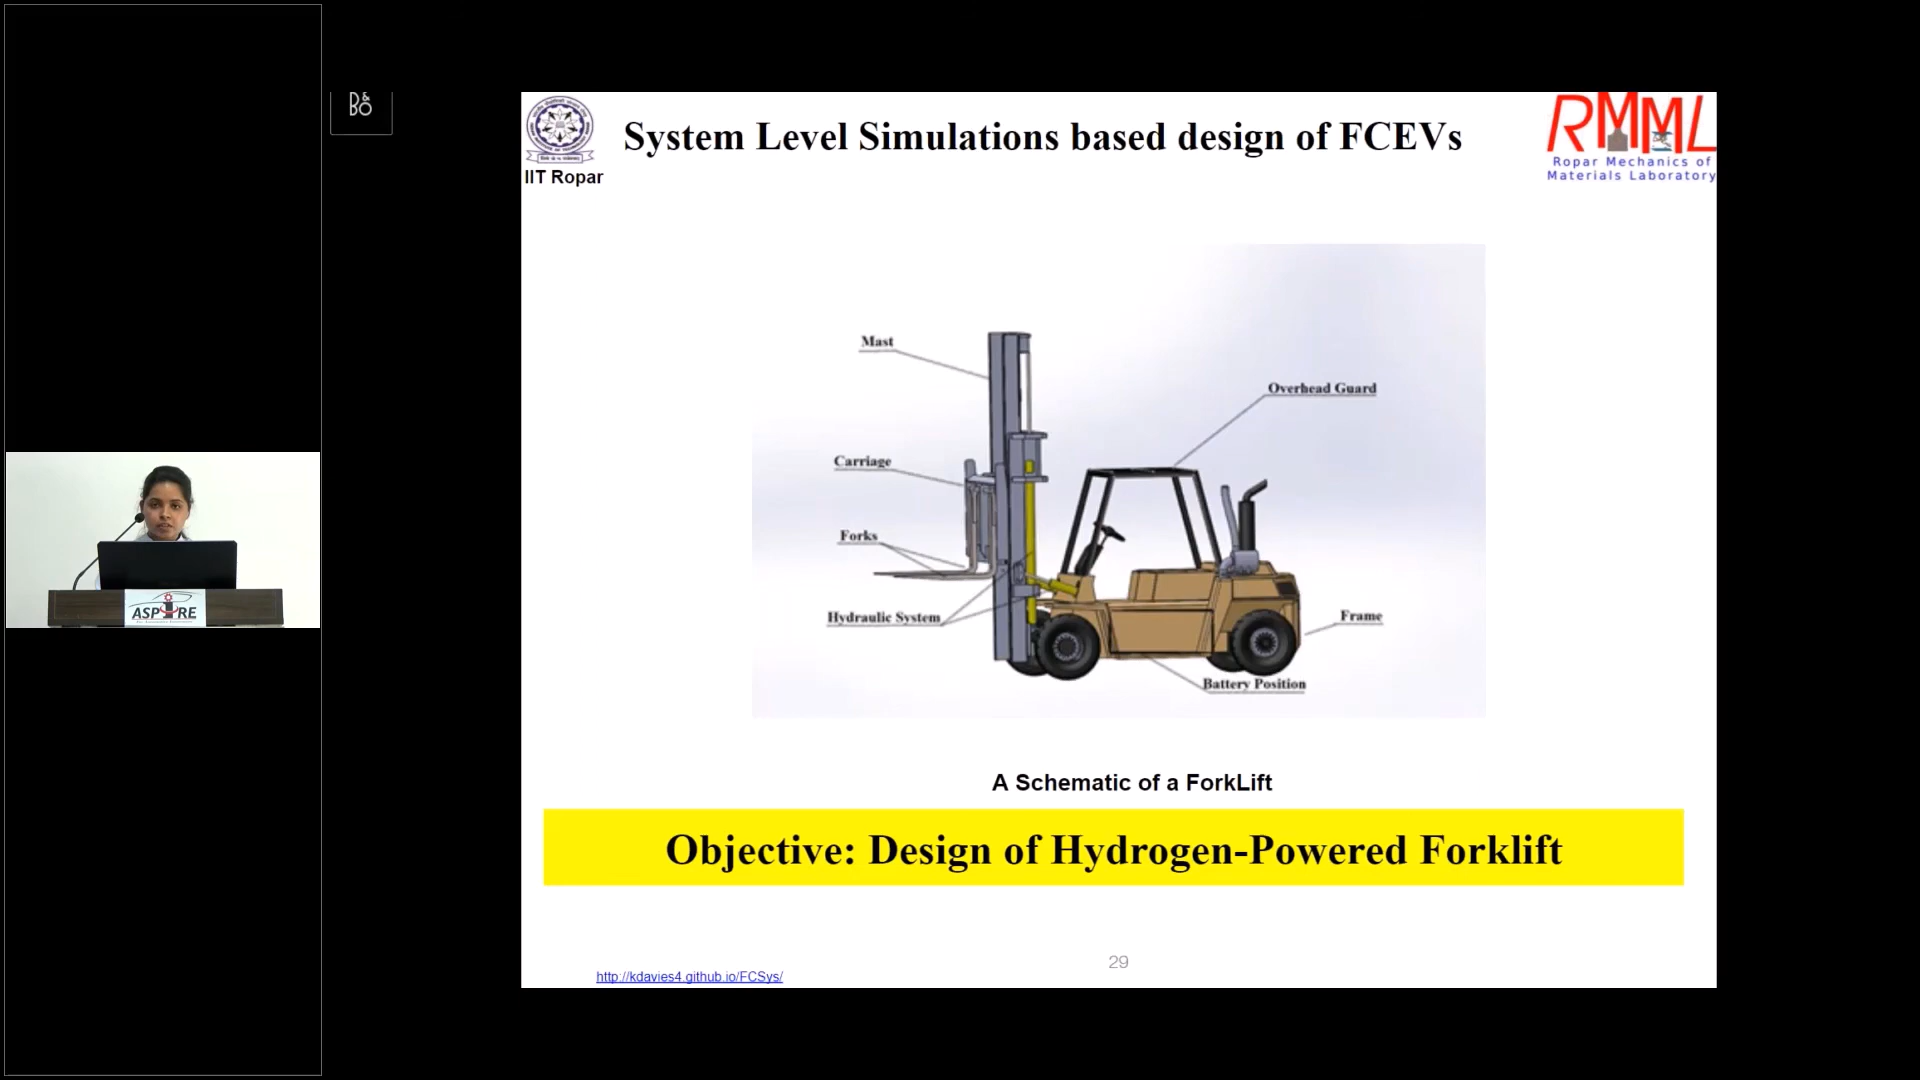 B&O
System Level Simulations based design of FCEVs
IIT Ropar
RMML
Ropar Mechanics of
Materials Laboratory
Mast
Overhead Guard
Carriage
Forks
Hydraulic System
Frame
Battery Position
A Schematic of a ForkLift
Objective: Design of Hydrogen-Powered Forklift
29
http://kdavies4.github.io/FCSys/
ASPIRE